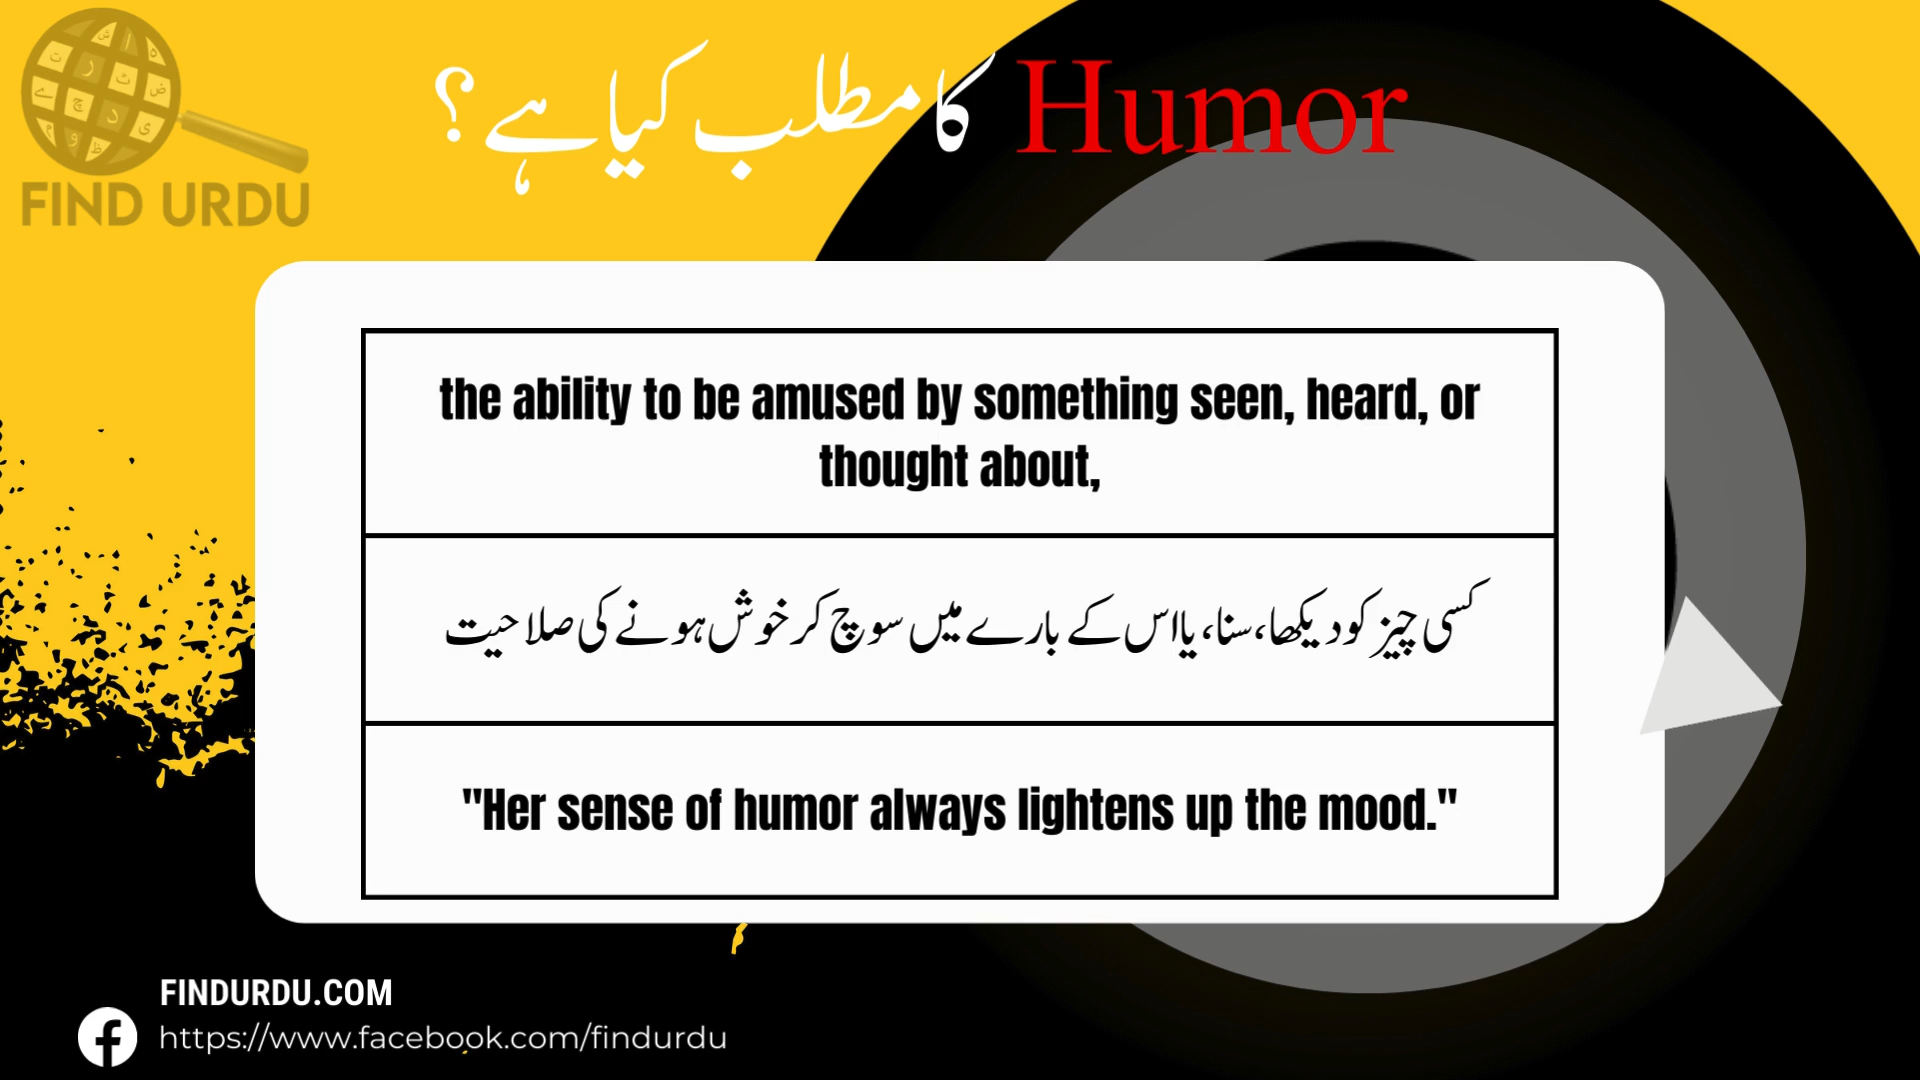 FIND URDU
Humor کا مطلب کیا ہے ؟
the ability to be amused by something seen, heard, or
thought about,
کسی چیز کو دیکھا، سنا، یا اس کے بارے میں سوچ کر خوش ہونے کی صلاحیت
"Her sense of humor always lightens up the mood."
FINDURDU.COM
https://www.facebook.com/findurdu